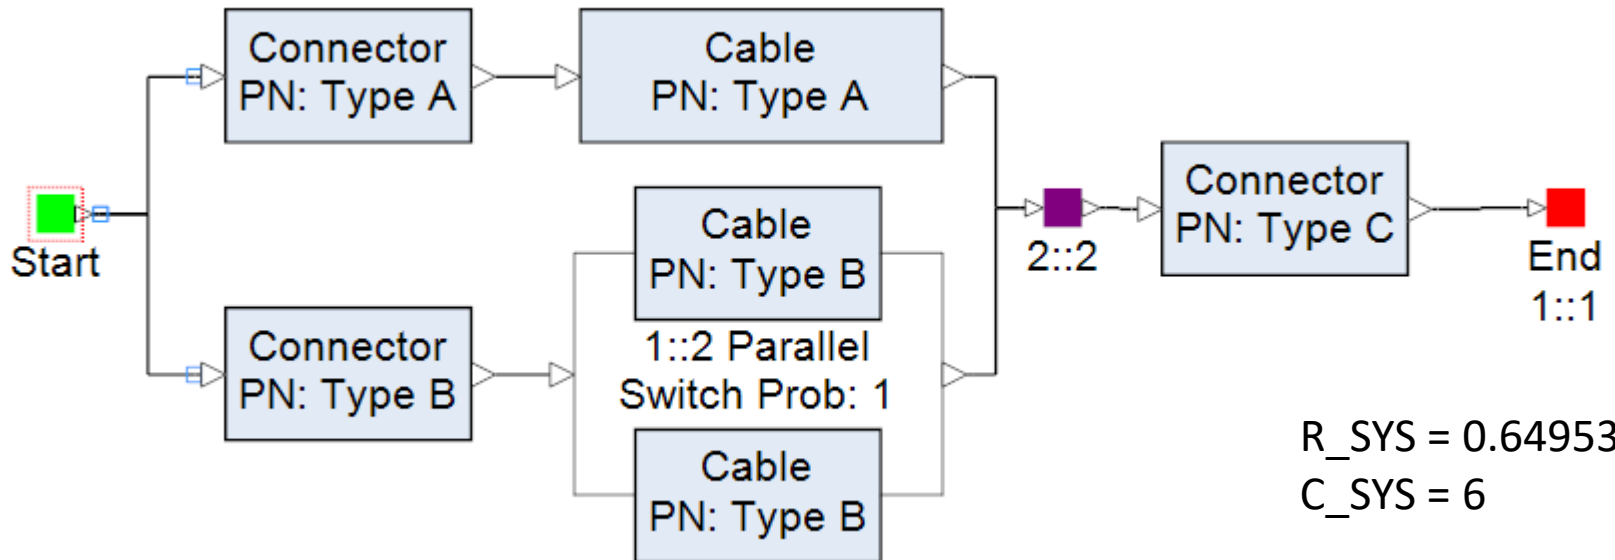 Connector
PN: Type A
Cable
PN: Type A
Start
Connector
PN: Type B
Cable
PN: Type B
1::2 Parallel
Switch Prob: 1
Cable
PN: Type B
2::2
Connector
PN: Type C
End
1::1
R_SYS = 0.64953
C_SYS = 6